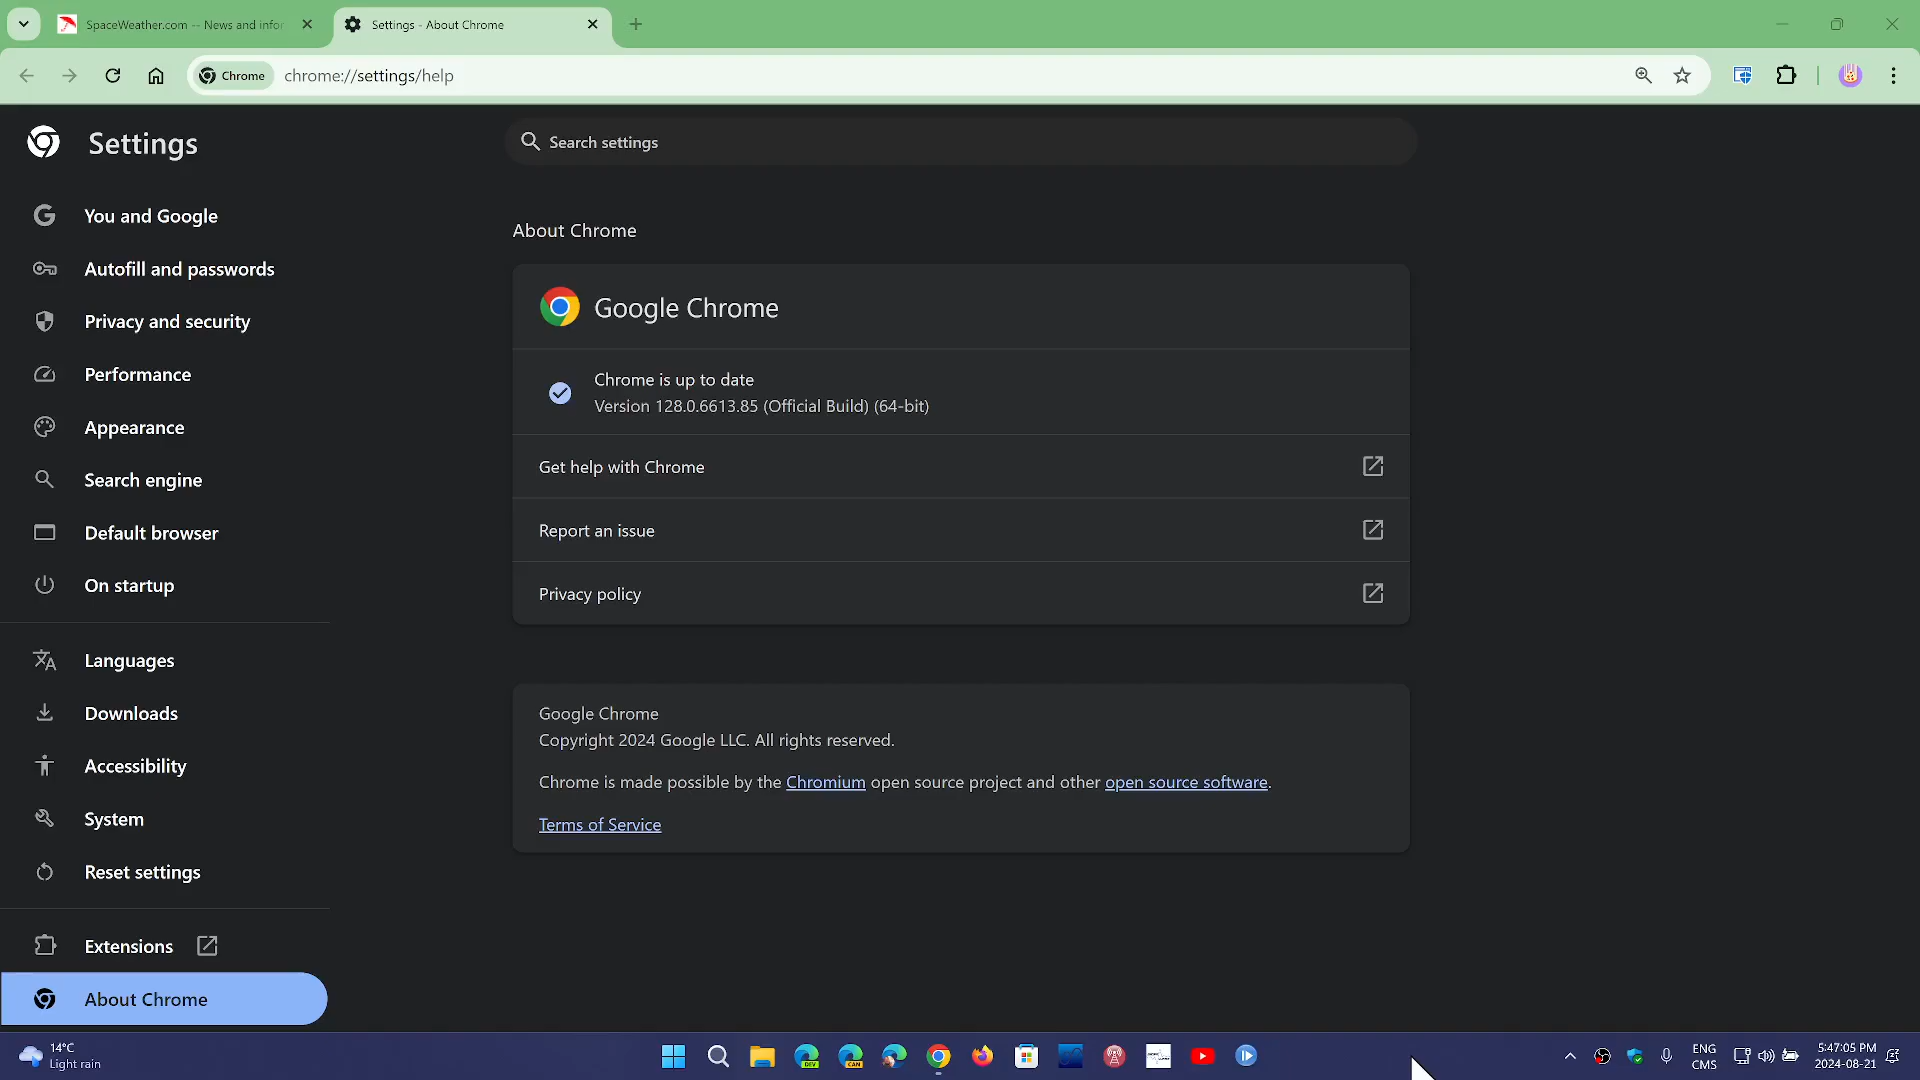 SpaceWeather.com -- News and infor
Settings - About Chrome
Chrome
chrome://settings/help
Settings
Search settings
You and Google
Autofill and passwords
Privacy and security
Performance
Appearance
Search engine
Default browser
On startup
Languages
Downloads
Accessibility
System
Reset settings
Extensions
About Chrome
About Chrome
Google Chrome
Chrome is up to date
Version 128.0.6613.85 (Official Build) (64-bit)
Get help with Chrome
Report an issue
Privacy policy
Google Chrome
Copyright 2024 Google LLC. All rights reserved.
Chrome is made possible by the Chromium open source project and other open source software.
Terms of Service
14°C
Light rain
DEV
CAN
ENG
CMS
5:47:05 PM
2024-08-21